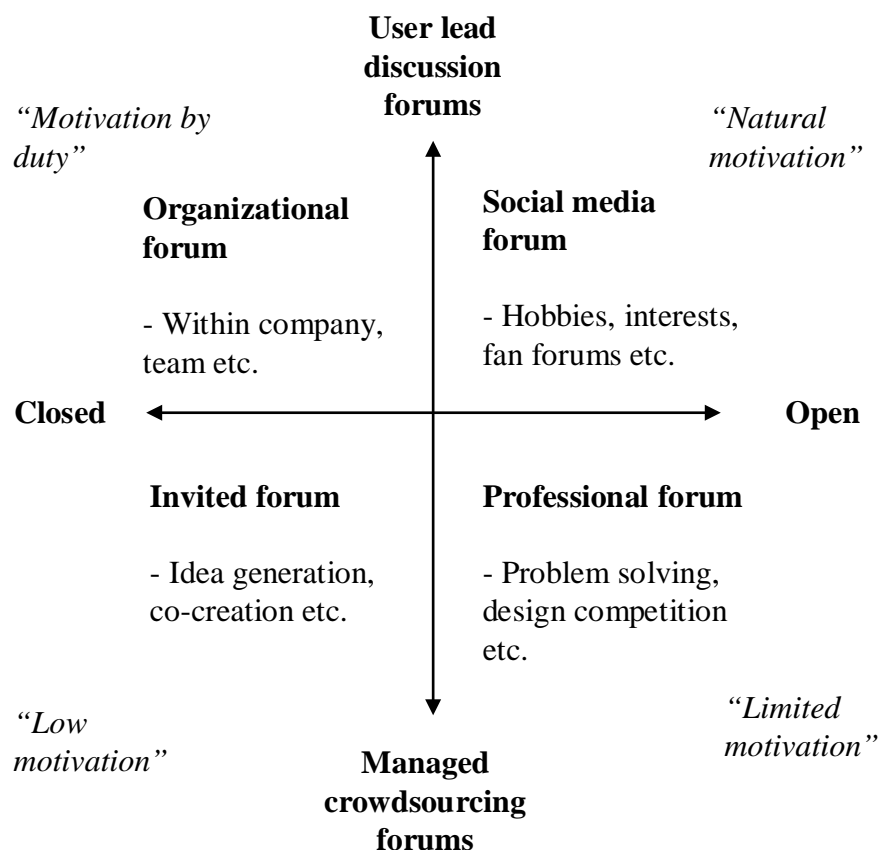 User lead
discussion
forums
“Motivation by
duty”
“Natural
motivation”
Organizational
forum
- Within company,
team etc.
Social media
forum
- Hobbies, interests,
fan forums etc.
Closed
Open
Invited forum
- Idea generation,
co-creation etc.
Professional forum
- Problem solving,
design competition
etc.
“Low
motivation”
“Limited
motivation”
Managed
crowdsourcing
forums